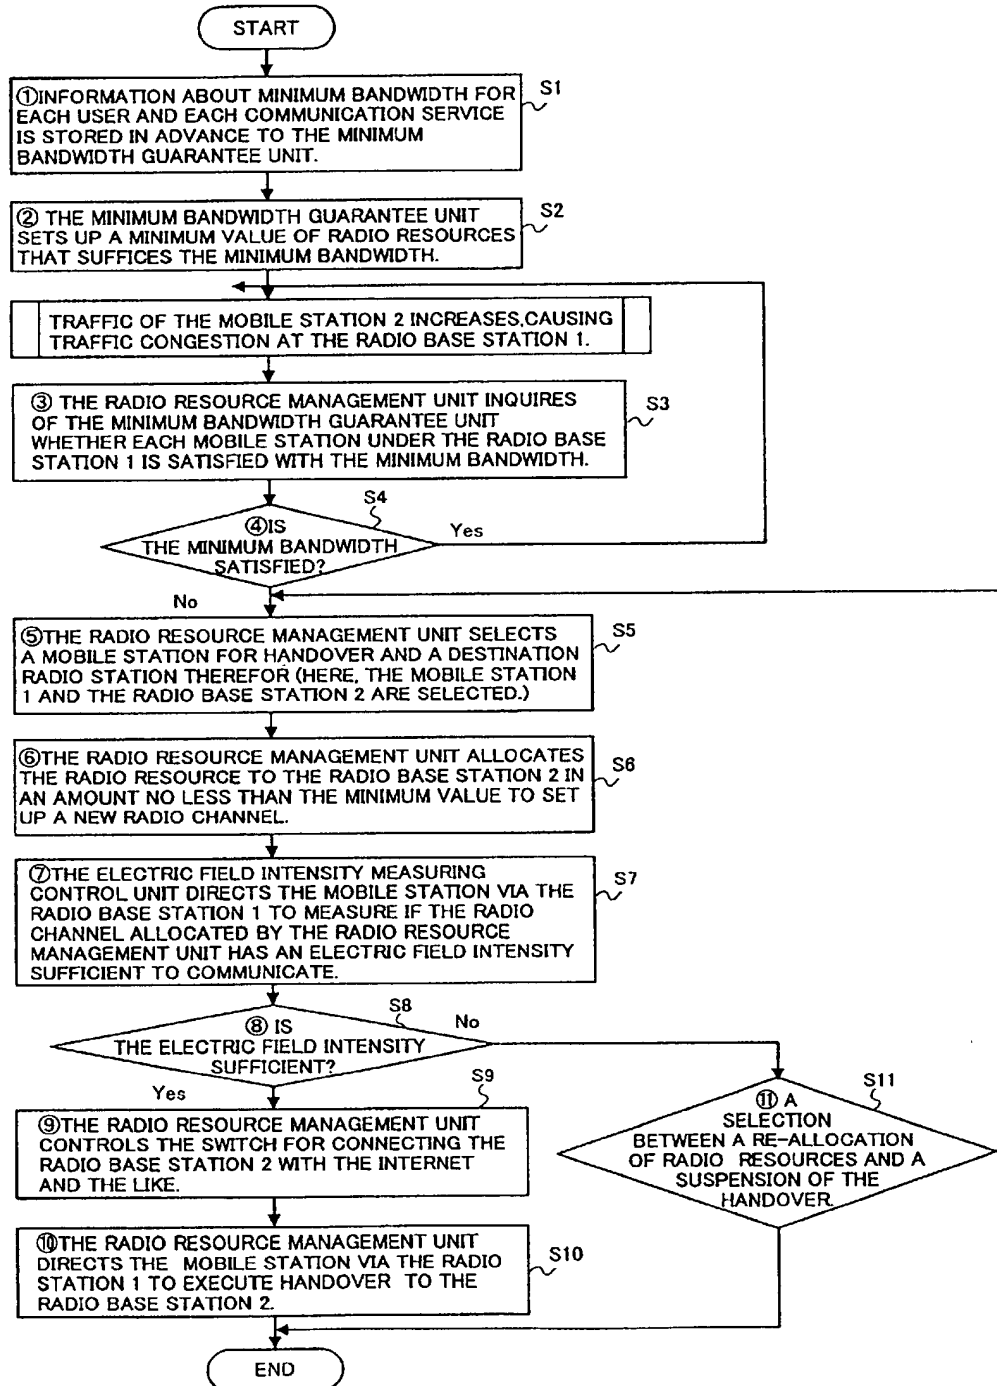 START
①INFORMATION ABOUT MINIMUM BANDWIDTH FOR
EACH USER AND EACH COMMUNICATION SERVICE
IS STORED IN ADVANCE TO THE MINIMUM
BANDWIDTH GUARANTEE UNIT.
S1
② THE MINIMUM BANDWIDTH GUARANTEE UNIT
SETS UP A MINIMUM VALUE OF RADIO RESOURCES
THAT SUFFICES THE MINIMUM BANDWIDTH.
S2
TRAFFIC OF THE MOBILE STATION 2 INCREASES,CAUSING
TRAFFIC CONGESTION AT THE RADIO BASE STATION 1.
③ THE RADIO RESOURCE MANAGEMENT UNIT INQUIRES
OF THE MINIMUM BANDWIDTH GUARANTEE UNIT
WHETHER EACH MOBILE STATION UNDER THE RADIO BASE
STATION 1 IS SATISFIED WITH THE MINIMUM BANDWIDTH.
S3
S4
④IS
THE MINIMUM BANDWIDTH
SATISFIED?
Yes
No
⑤THE RADIO RESOURCE MANAGEMENT UNIT SELECTS
A MOBILE STATION FOR HANDOVER AND A DESTINATION
RADIO STATION THEREFOR (HERE, THE MOBILE STATION
1 AND THE RADIO BASE STATION 2 ARE SELECTED.)
S5
⑥THE RADIO RESOURCE MANAGEMENT UNIT ALLOCATES
THE RADIO RESOURCE TO THE RADIO BASE STATION 2 IN
AN AMOUNT NO LESS THAN THE MINIMUM VALUE TO SET
UP A NEW RADIO CHANNEL.
S6
⑦THE ELECTRIC FIELD INTENSITY MEASURING
CONTROL UNIT DIRECTS THE MOBILE STATION VIA THE
RADIO BASE STATION 1 TO MEASURE IF THE RADIO
CHANNEL ALLOCATED BY THE RADIO RESOURCE
MANAGEMENT UNIT HAS AN ELECTRIC FIELD INTENSITY
SUFFICIENT TO COMMUNICATE.
S7
S8
⑧ IS
THE ELECTRIC FIELD INTENSITY
SUFFICIENT?
No
Yes
S9
⑨THE RADIO RESOURCE MANAGEMENT UNIT
CONTROLS THE SWITCH FOR CONNECTING THE
RADIO BASE STATION 2 WITH THE INTERNET
AND THE LIKE.
S11
⑪ A
SELECTION
BETWEEN A RE-ALLOCATION
OF RADIO RESOURCES AND A
SUSPENSION OF THE
HANDOVER.
⑩THE RADIO RESOURCE MANAGEMENT UNIT
DIRECTS THE MOBILE STATION VIA THE RADIO
STATION 1 TO EXECUTE HANDOVER TO THE
RADIO BASE STATION 2.
S10
END